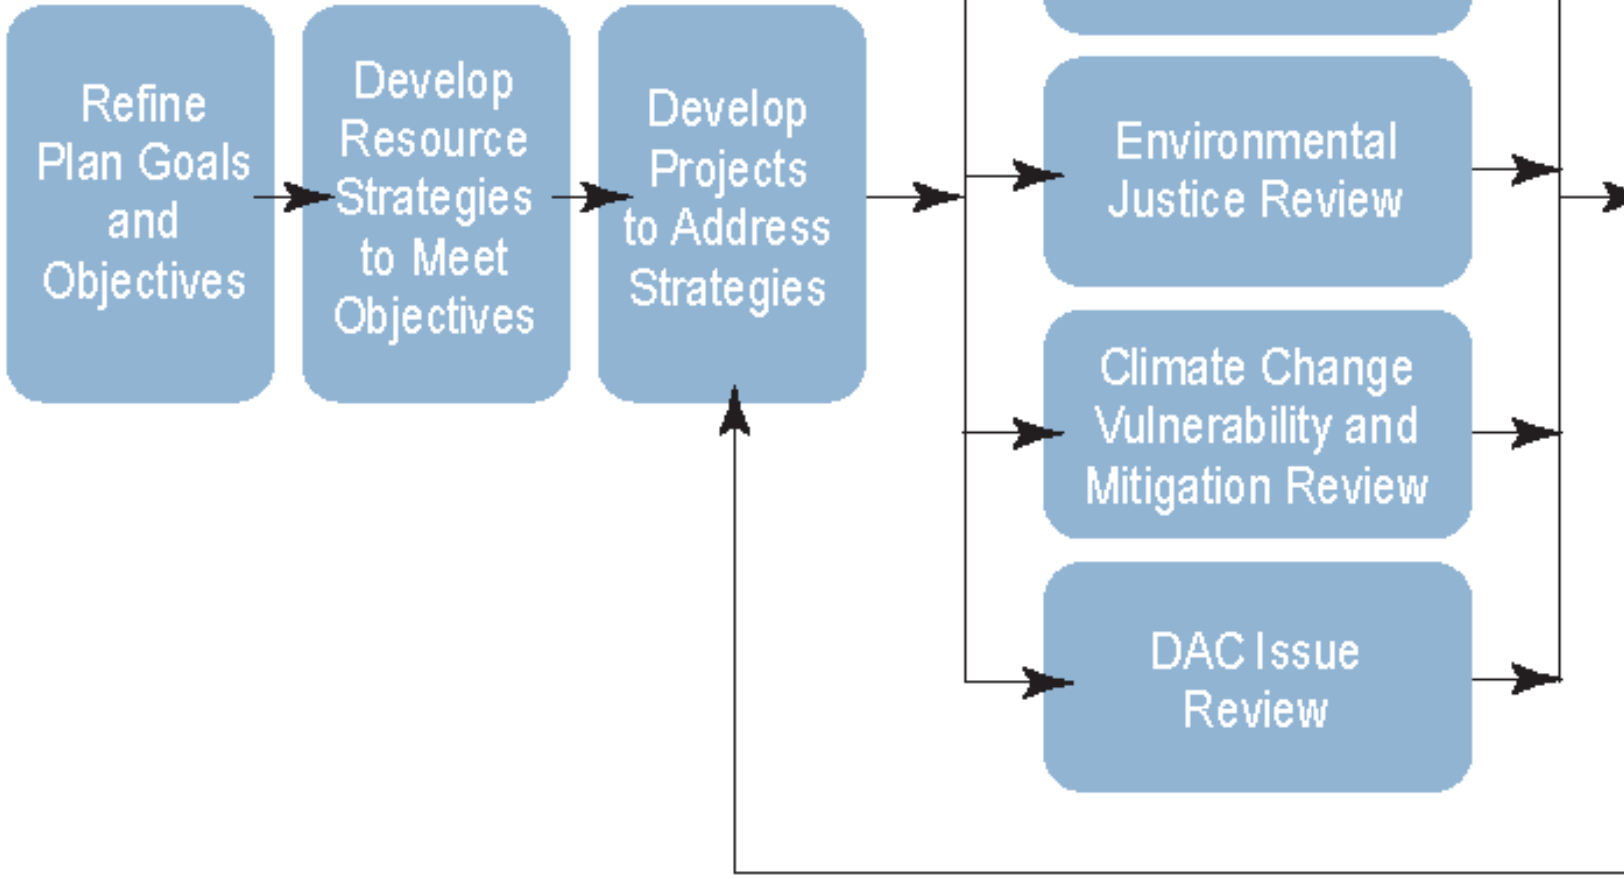 Refine
Plan Goals
and
Objectives
Develop
Resource
Strategies
to Meet
Objectives
Develop
Projects
to Address
Strategies
Environmental
Justice Review
Climate Change
Vulnerability and
Mitigation Review
DAC Issue
Review